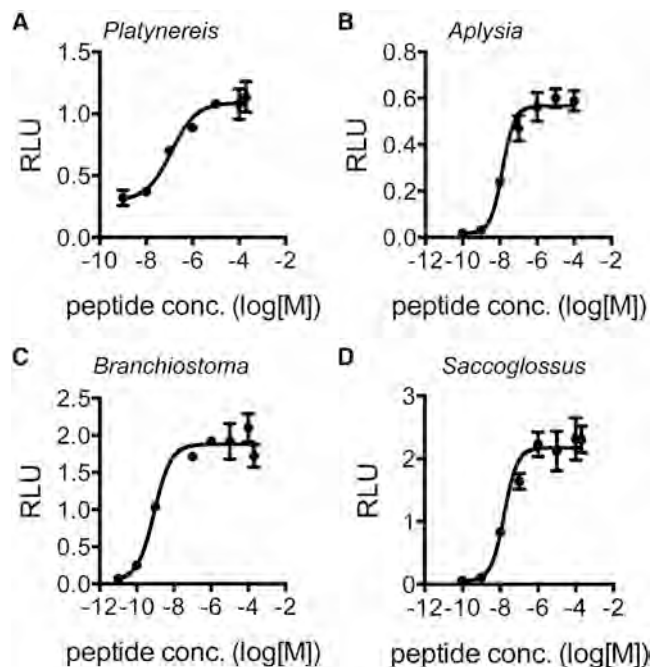 A Platynereis
1.5
1.0
0.5
0.0
RLU
-10 -8 -6 -4 -2
peptide conc. (log[M])
B Aplysia
0.8
0.6
0.4
0.2
0.0
RLU
-12 -10 -8 -6 -4 -2
peptide conc. (log[M])
C Branchiostoma
2.5
2.0
1.5
1.0
0.5
0.0
RLU
-12 -10 -8 -6 -4 -2
peptide conc. (log[M])
D Saccoglossus
3
2
1
0
RLU
-12 -10 -8 -6 -4 -2
peptide conc. (log[M])